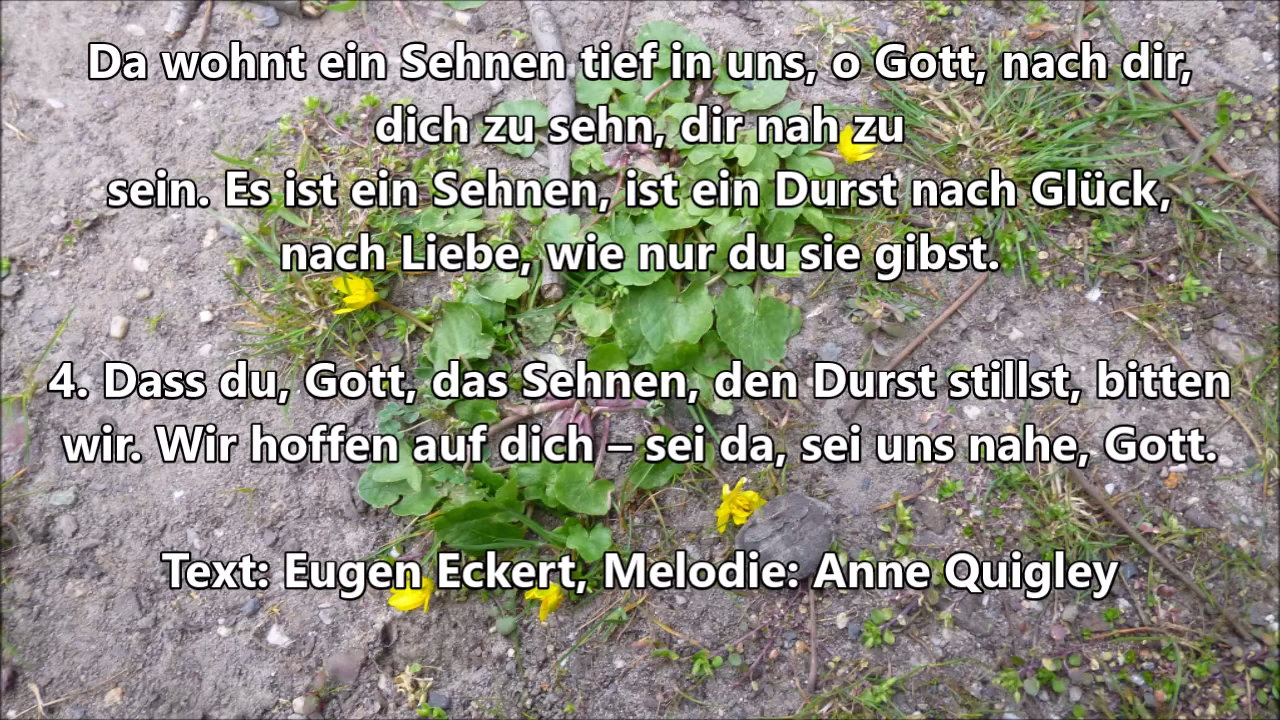 Da wohnt ein Sehnen tief in uns, o Gott, nach dir,
dich zu sehn, dir nah zu
sein. Es ist ein Sehnen, ist ein Durst nach Glück,
nach Liebe, wie nur du sie gibst.
4. Dass du, Gott, das Sehnen, den Durst stillst, bitten
wir. Wir hoffen auf dich – sei da, sei uns nahe, Gott.
Text: Eugen Eckert, Melodie: Anne Quigley